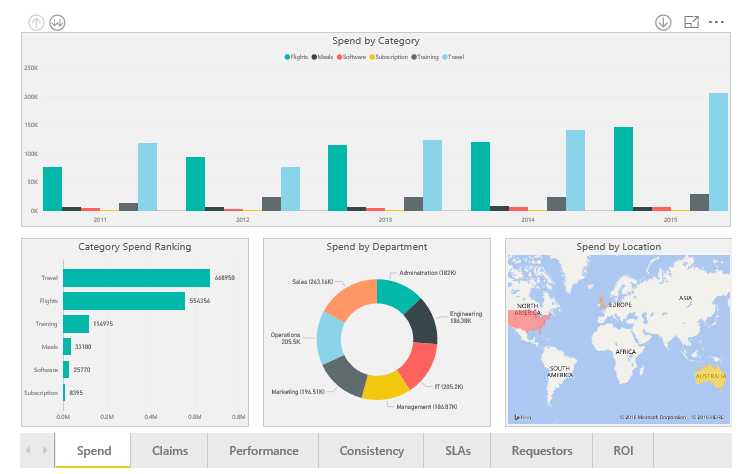 Spend by Category
Flights Meals Software Subscription Training Travel
250K
200K
150K
100K
50K
0K
2011 2012 2013 2014 2015
Category Spend Ranking
Travel 668950
Flights 554356
Training 114975
Meals 33180
Software 25770
Subscription 8395
0.0M 0.2M 0.4M 0.6M 0.8M
Spend by Department
Sales (243.16K)
Adminstration (182K)
Engineering
186.38K
Operations
205.5K
IT (205.2K)
Marketing (196.51K)
Management (186.87K)
Spend by Location
NORTH
AMERICA
EUROPE
ASIA
AFRICA
SOUTH
AMERICA
AUSTRALIA
bing
© 2016 Microsoft Corporation © 2016 HERE
Spend Claims Performance Consistency SLAs Requestors ROI